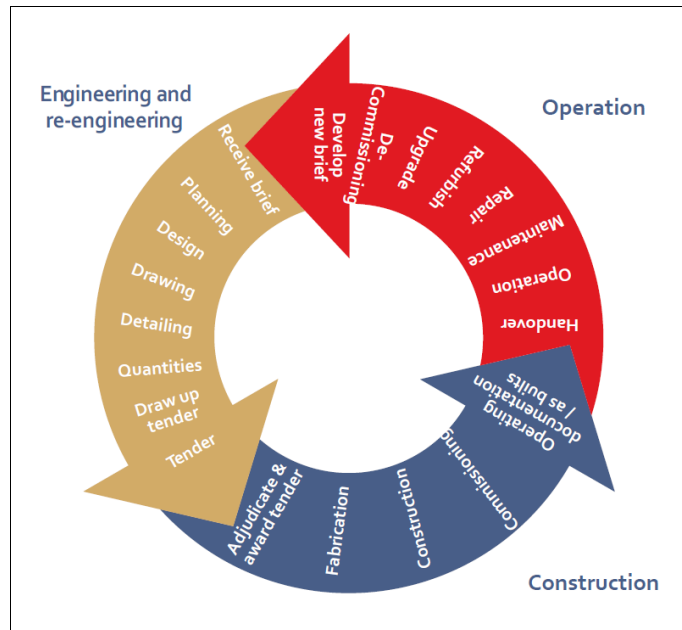 Engineering and
re-engineering
Receive brief
Planning
Design
Drawing
Detailing
Quantities
Draw up
tender
Tender
Adjudicate &
award tender
Fabrication
Construction
Commissioning
Operating
documentation
/ as builts
Construction
Handover
Operation
Maintenance
Repair
Refurbish
Upgrade
De-
Commissioning
Develop
new brief
Operation